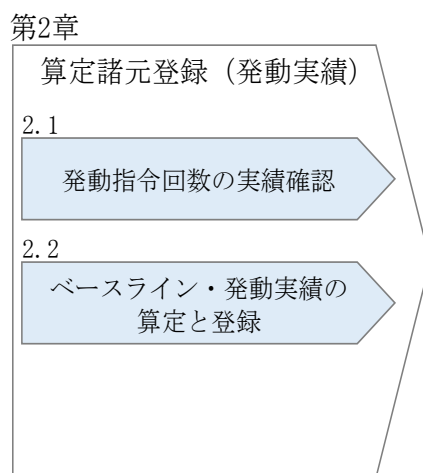 第2章
算定諸元登録（発動実績）
2.1
発動指令回数の実績確認
2.2
ベースライン・発動実績の
算定と登録